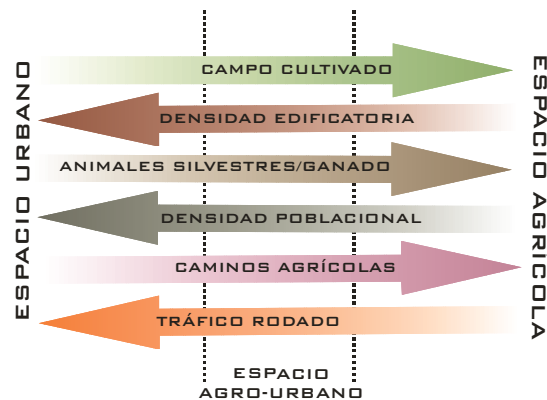 ESPACIO URBANO
CAMPO CULTIVADO
DENSIDAD EDIFICATORIA
ANIMALES SILVESTRES/GANADO
DENSIDAD POBLACIONAL
CAMINOS AGRÍCOLAS
TRÁFICO RODADO
ESPACIO AGRICOLA
ESPACIO
AGRO-URBANO